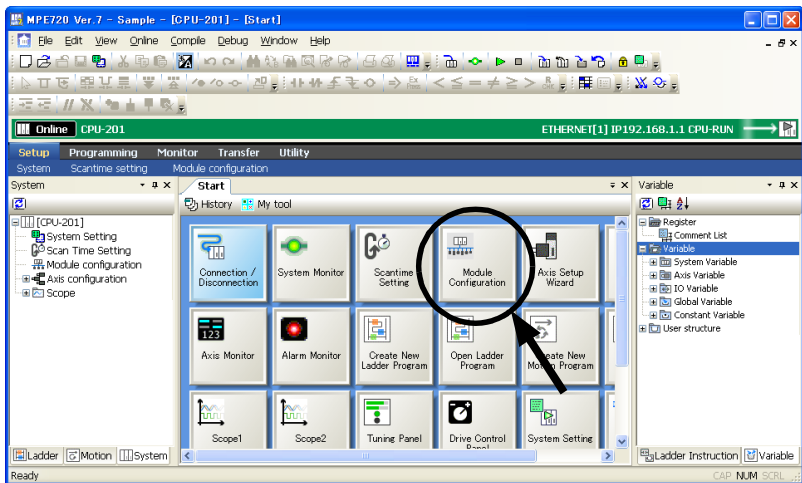 MPE720 Ver.7 - Sample - [CPU-201] - [Start]
File Edit View Online Compile Debug Window Help
Online CPU-201 ETHERNET[1] IP192.168.1.1 CPU-RUN
Setup Programming Monitor Transfer Utility
System Scantime setting Module configuration
System
[CPU-201]
System Setting
Scan Time Setting
Module configuration
Axis configuration
Scope
Ladder Motion System
Start
History My tool
Connection /
Disconnection
System Monitor
Scantime
Setting
Module
Configuration
Axis Setup
Wizard
123
Axis Monitor
Alarm Monitor
Create New
Ladder Program
Open Ladder
Program
Create New
Motion Program
Scope1
Scope2
Tuning Panel
Drive Control
Panel
System Setting
Variable
Register
Comment List
Variable
System Variable
Axis Variable
IO Variable
Global Variable
Constant Variable
User structure
Ladder Instruction Variable
Ready CAP NUM SCRL